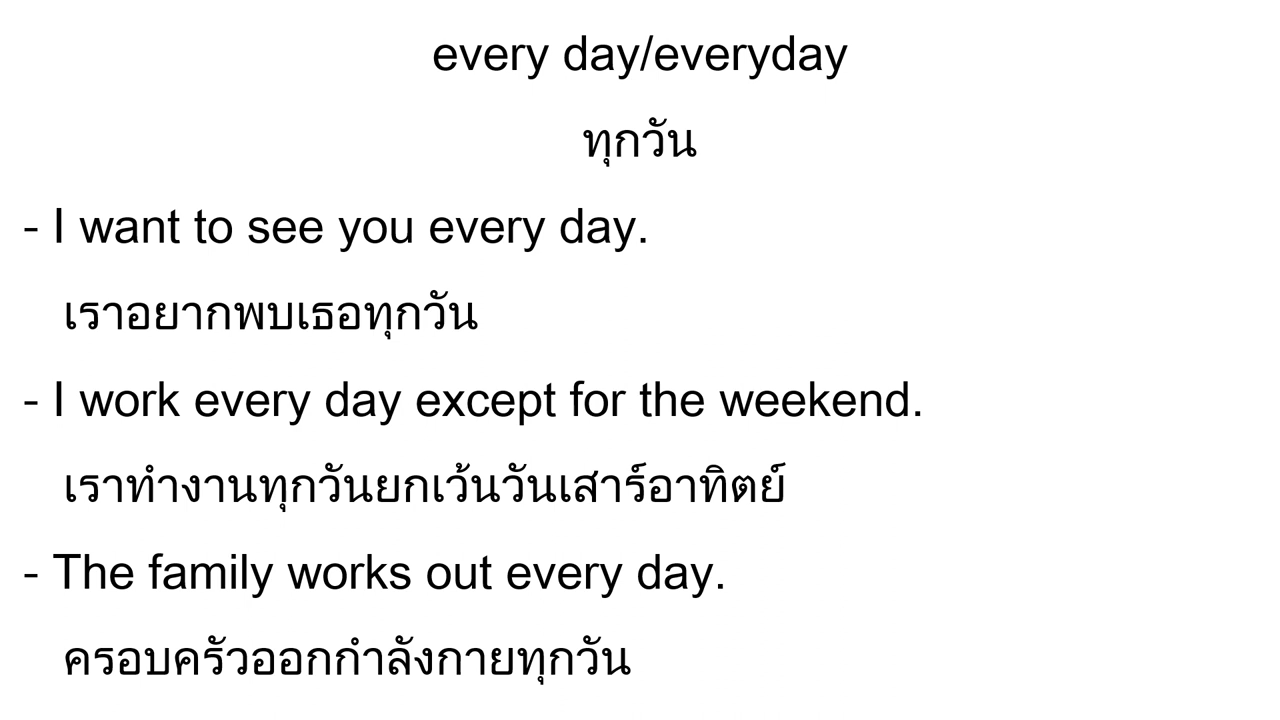 every day/everyday
ทุกวัน
- I want to see you every day.
เราอยากพบเธอทุกวัน
- I work every day except for the weekend.
เราทำงานทุกวันยกเว้นวันเสาร์อาทิตย์
- The family works out every day.
ครอบครัวออกกำลังกายทุกวัน